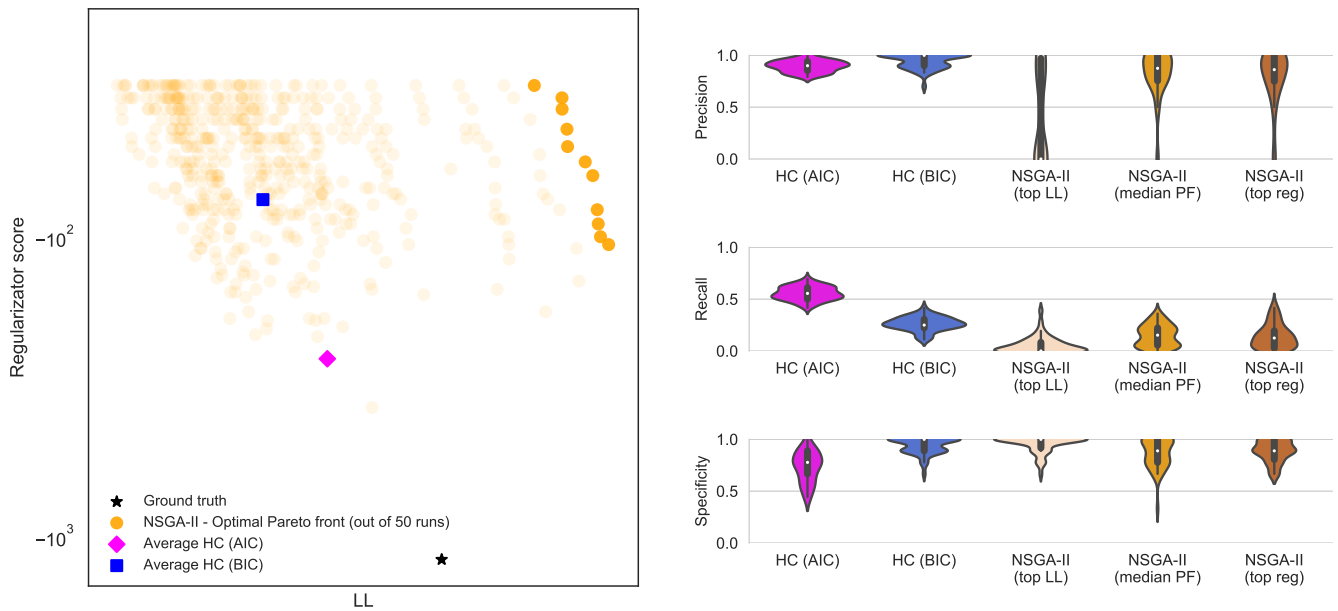 Regularizator score
−10²
−10³
Ground truth
NSGA-II - Optimal Pareto front (out of 50 runs)
Average HC (AIC)
Average HC (BIC)
LL
Precision
1.0
0.5
0.0
HC (AIC)
HC (BIC)
NSGA-II
(top LL)
NSGA-II
(median PF)
NSGA-II
(top reg)
Recall
1.0
0.5
0.0
HC (AIC)
HC (BIC)
NSGA-II
(top LL)
NSGA-II
(median PF)
NSGA-II
(top reg)
Specificity
1.0
0.5
0.0
HC (AIC)
HC (BIC)
NSGA-II
(top LL)
NSGA-II
(median PF)
NSGA-II
(top reg)